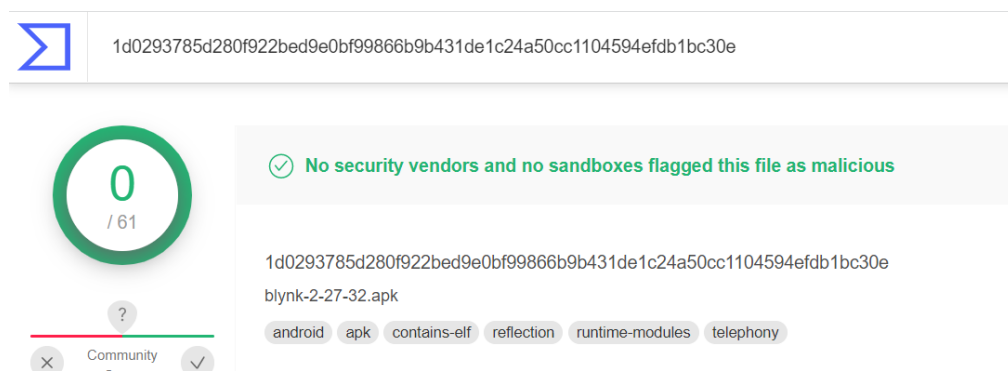 1d0293785d280f922bed9e0bf99866b9b431de1c24a50cc1104594efdb1bc30e
0
/ 61
No security vendors and no sandboxes flagged this file as malicious
1d0293785d280f922bed9e0bf99866b9b431de1c24a50cc1104594efdb1bc30e
blynk-2-27-32.apk
android apk contains-elf reflection runtime-modules telephony
?
Community